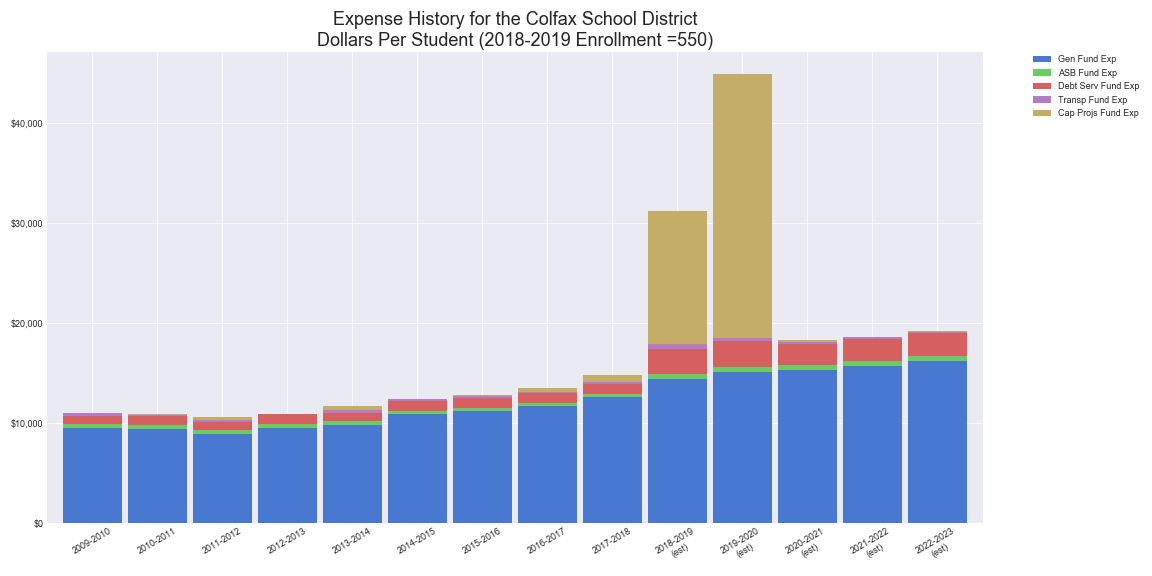 Expense History for the Colfax School District
Dollars Per Student (2018-2019 Enrollment =550)
Gen Fund Exp
ASB Fund Exp
Debt Serv Fund Exp
Transp Fund Exp
Cap Projs Fund Exp
$40,000
$30,000
$20,000
$10,000
$0
2009-2010
2010-2011
2011-2012
2012-2013
2013-2014
2014-2015
2015-2016
2016-2017
2017-2018
2018-2019
(est)
2019-2020
(est)
2020-2021
(est)
2021-2022
(est)
2022-2023
(est)